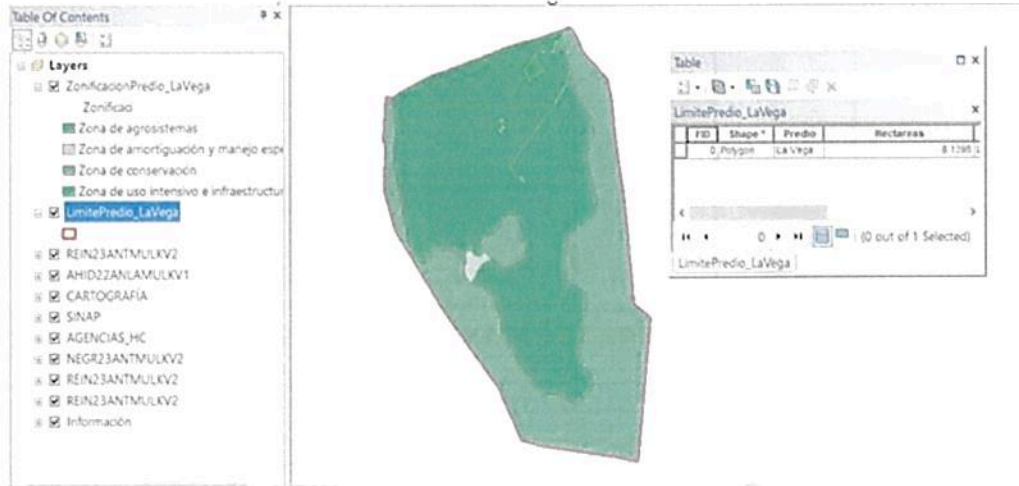 Table Of Contents
Layers
ZonificacionPredio_LaVega
Zonificaci
Zona de agrosistemas
Zona de amortiguación y manejo espe
Zona de conservación
Zona de uso intensivo e infraestructur
LimitePredio_LaVega
REIN23ANTMULKV2
AHID22ANLAMULKV1
CARTOGRAFÍA
SINAP
AGENCIAS_HC
NEGR23ANTMULKV2
REIN23ANTMULKV2
REIN23ANTMULKV2
Información
Table
LimitePredio_LaVega
FID Shape * Predio Hectareas
0 Polygon La Vega
0 (0 out of 1 Selected)
LimitePredio_LaVega